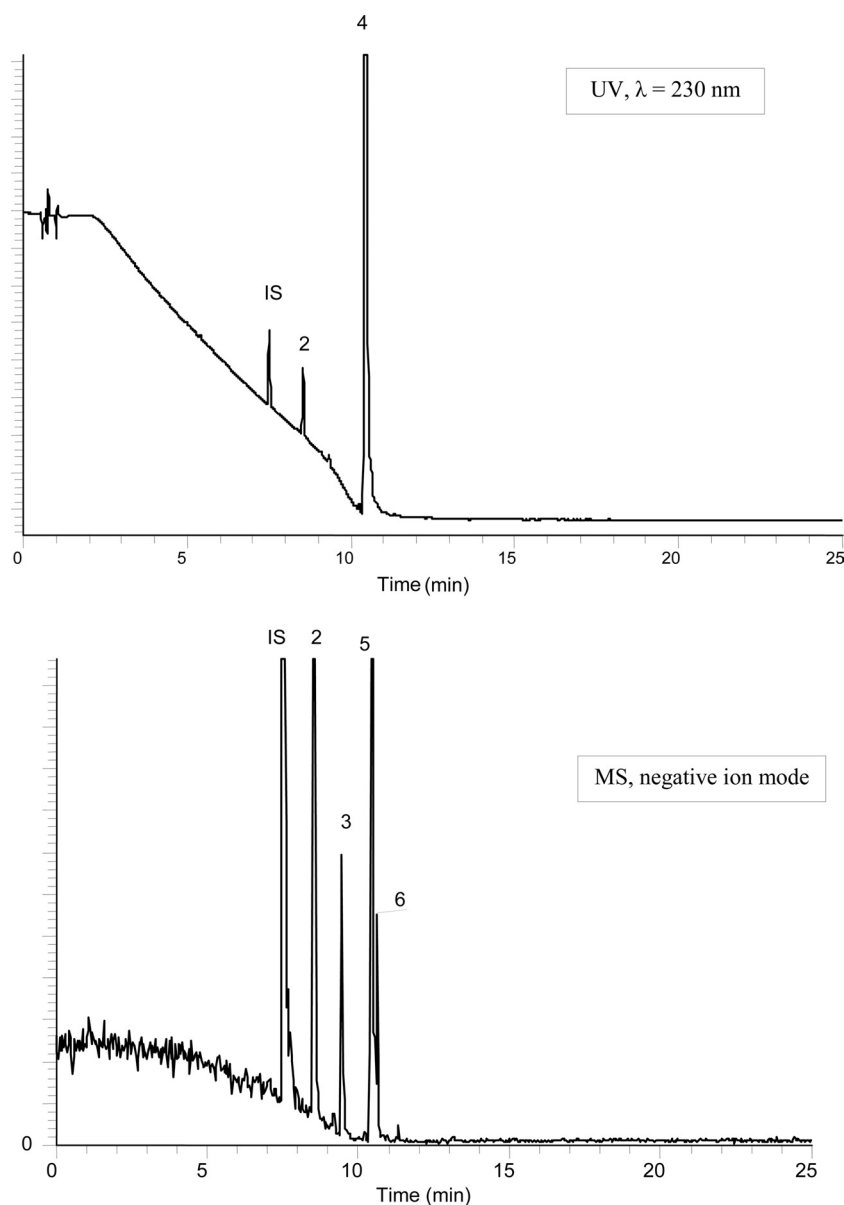 4
UV, λ = 230 nm
IS
2
0 5 10 15 20 25
Time (min)
IS 2 5
MS, negative ion mode
3
6
0
0 5 10 15 20 25
Time (min)